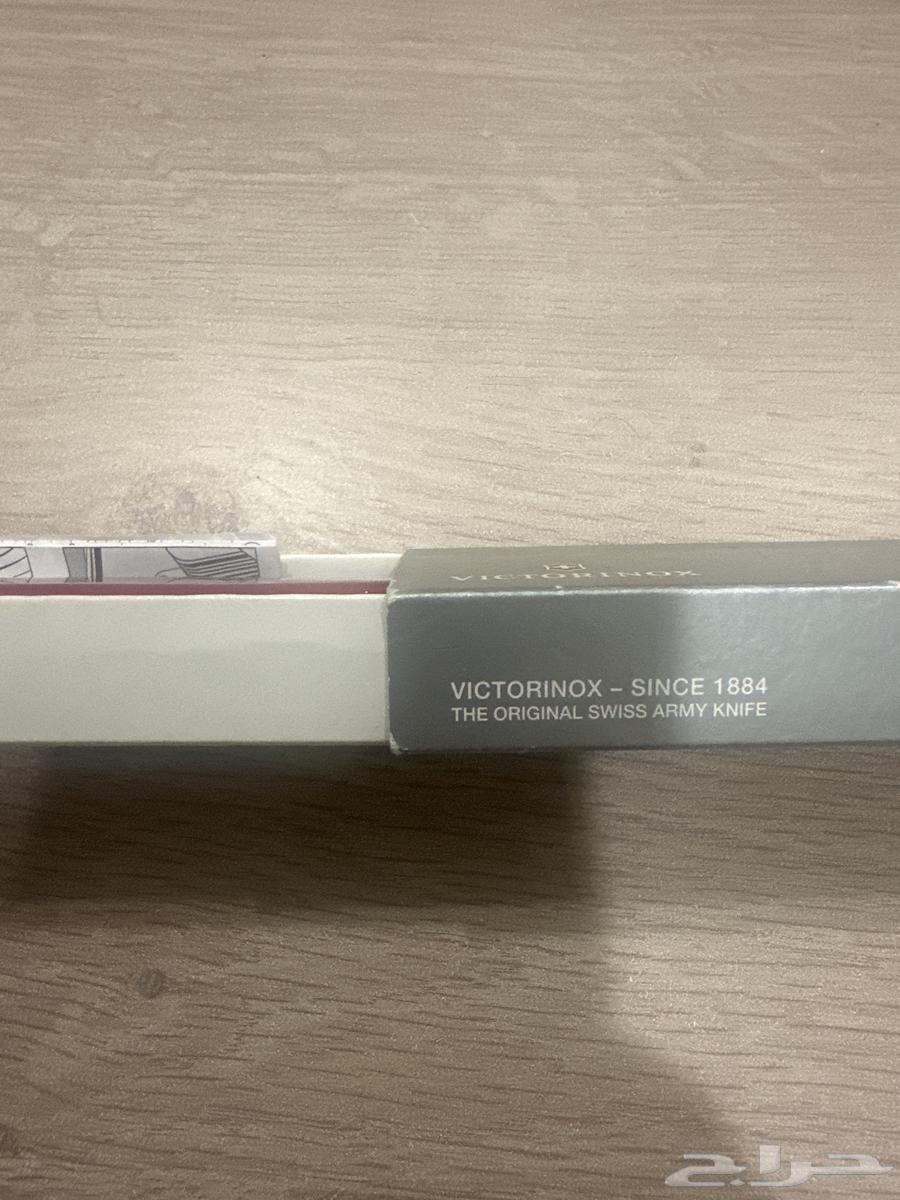 VICTORINOX
VICTORINOX – SINCE 1884
THE ORIGINAL SWISS ARMY KNIFE
حراج